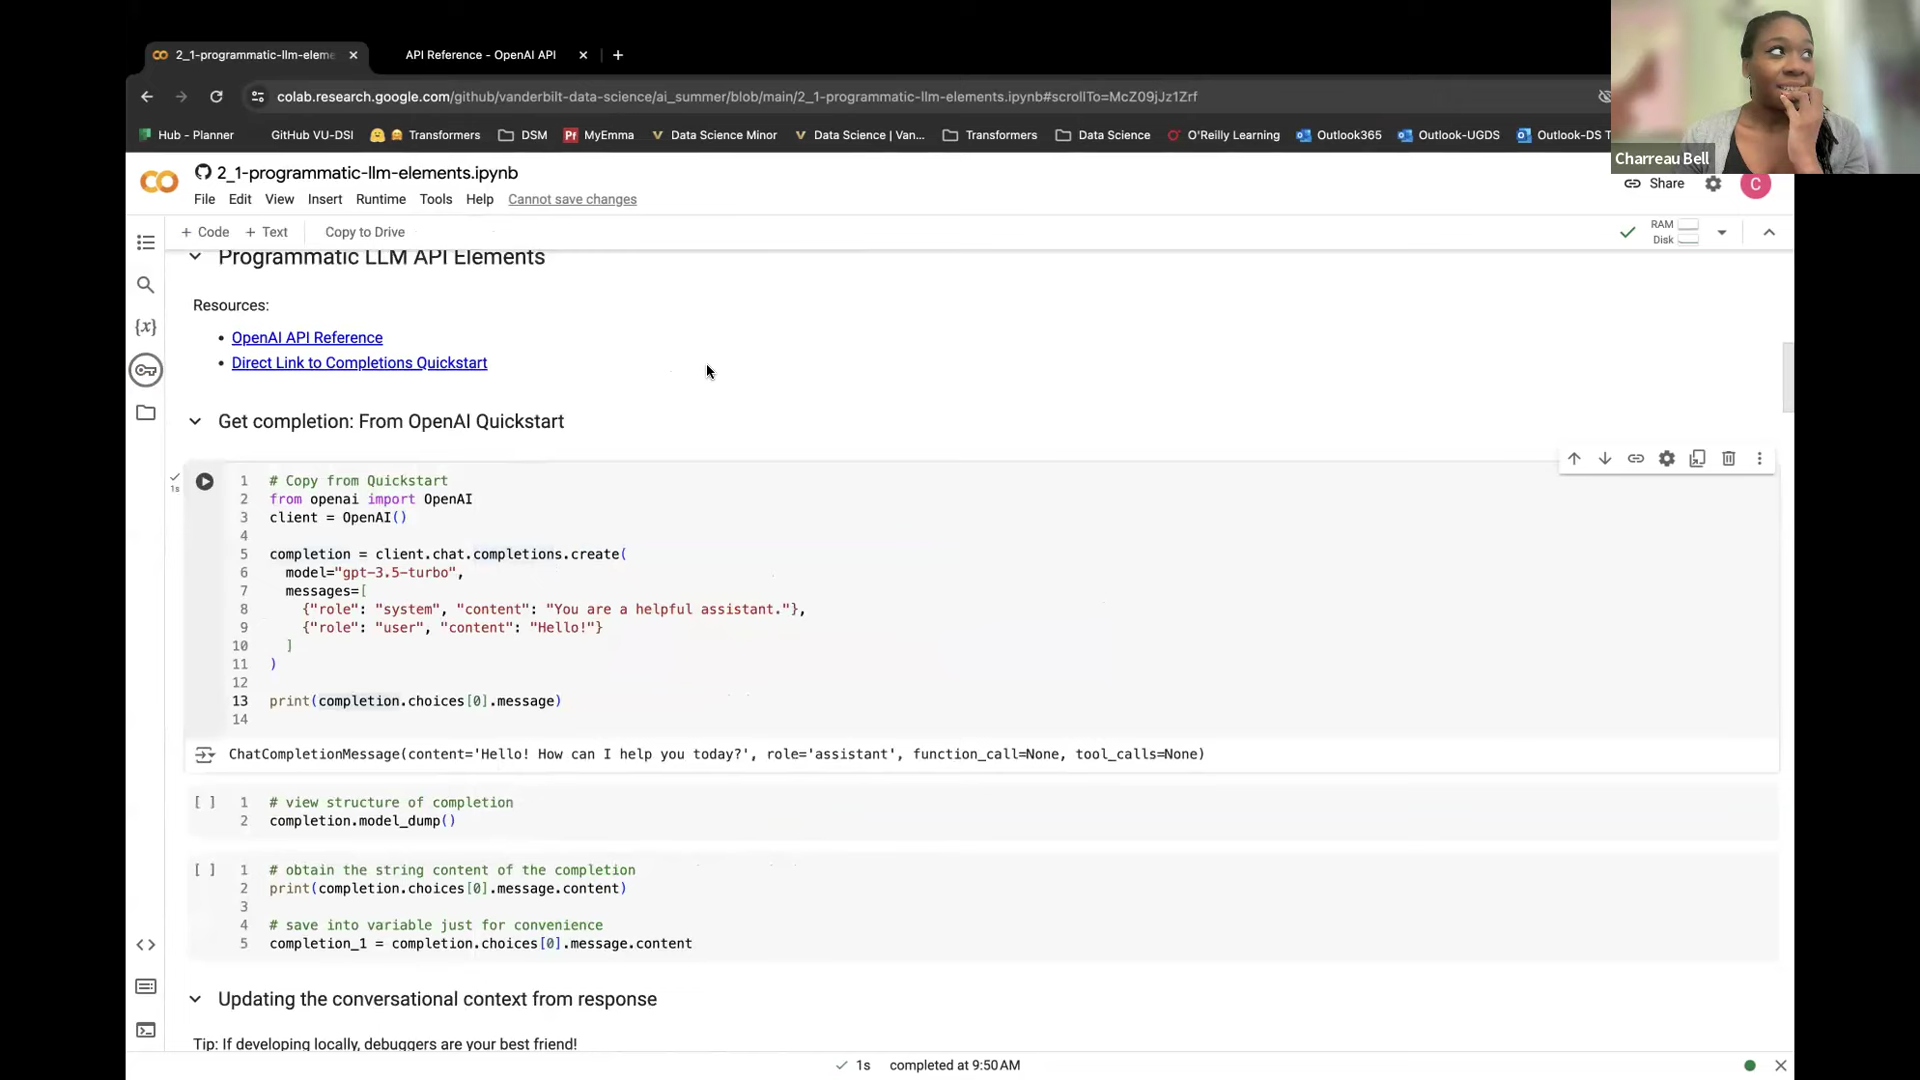 2_1-programmatic-llm-eleme
API Reference - OpenAI API
colab.research.google.com/github/vanderbilt-data-science/ai_summer/blob/main/2_1-programmatic-llm-elements.ipynb#scrollTo=McZ09jJz1Zrf
Hub - Planner GitHub VU-DSI Transformers DSM Pf MyEmma Data Science Minor Data Science | Van... Transformers Data Science O'Reilly Learning Outlook365 Outlook-UGDS Outlook-DS T
Charreau Bell
2_1-programmatic-llm-elements.ipynb
File Edit View Insert Runtime Tools Help Cannot save changes
Share C
+ Code + Text Copy to Drive
RAM
Disk
Programmatic LLM API Elements
Resources:
• OpenAI API Reference
• Direct Link to Completions Quickstart
{x}
Get completion: From OpenAI Quickstart
1s
1 # Copy from Quickstart
2 from openai import OpenAI
3 client = OpenAI()
4
5 completion = client.chat.completions.create(
6 model="gpt-3.5-turbo",
7 messages=[
8 {"role": "system", "content": "You are a helpful assistant."},
9 {"role": "user", "content": "Hello!"}
10 ]
11 )
12
13 print(completion.choices[0].message)
14
ChatCompletionMessage(content='Hello! How can I help you today?', role='assistant', function_call=None, tool_calls=None)
[ ] 1 # view structure of completion
2 completion.model_dump()
[ ] 1 # obtain the string content of the completion
2 print(completion.choices[0].message.content)
3
4 # save into variable just for convenience
5 completion_1 = completion.choices[0].message.content
Updating the conversational context from response
Tip: If developing locally, debuggers are your best friend!
1s completed at 9:50 AM